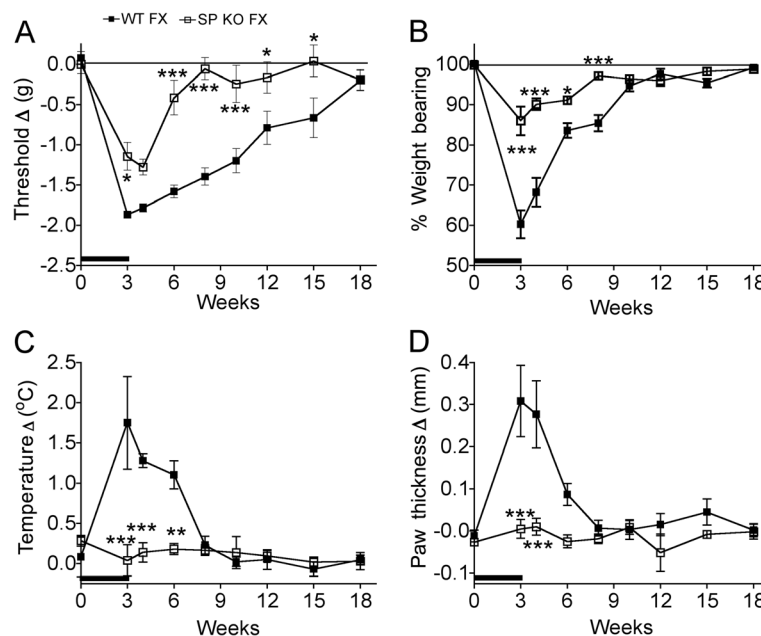 WT FX SP KO FX
A
Threshold Δ (g)
0.0
-0.5
-1.0
-1.5
-2.0
-2.5
* *** *** *** * *
0 3 6 9 12 15 18
Weeks
B
% Weight bearing
100
90
80
70
60
50
*** *** * ***
0 3 6 9 12 15 18
Weeks
C
Temperature Δ (°C)
2.5
2.0
1.5
1.0
0.5
0.0
*** *** **
0 3 6 9 12 15 18
Weeks
D
Paw thickness Δ (mm)
0.4
0.3
0.2
0.1
-0.0
-0.1
*** ***
0 3 6 9 12 15 18
Weeks